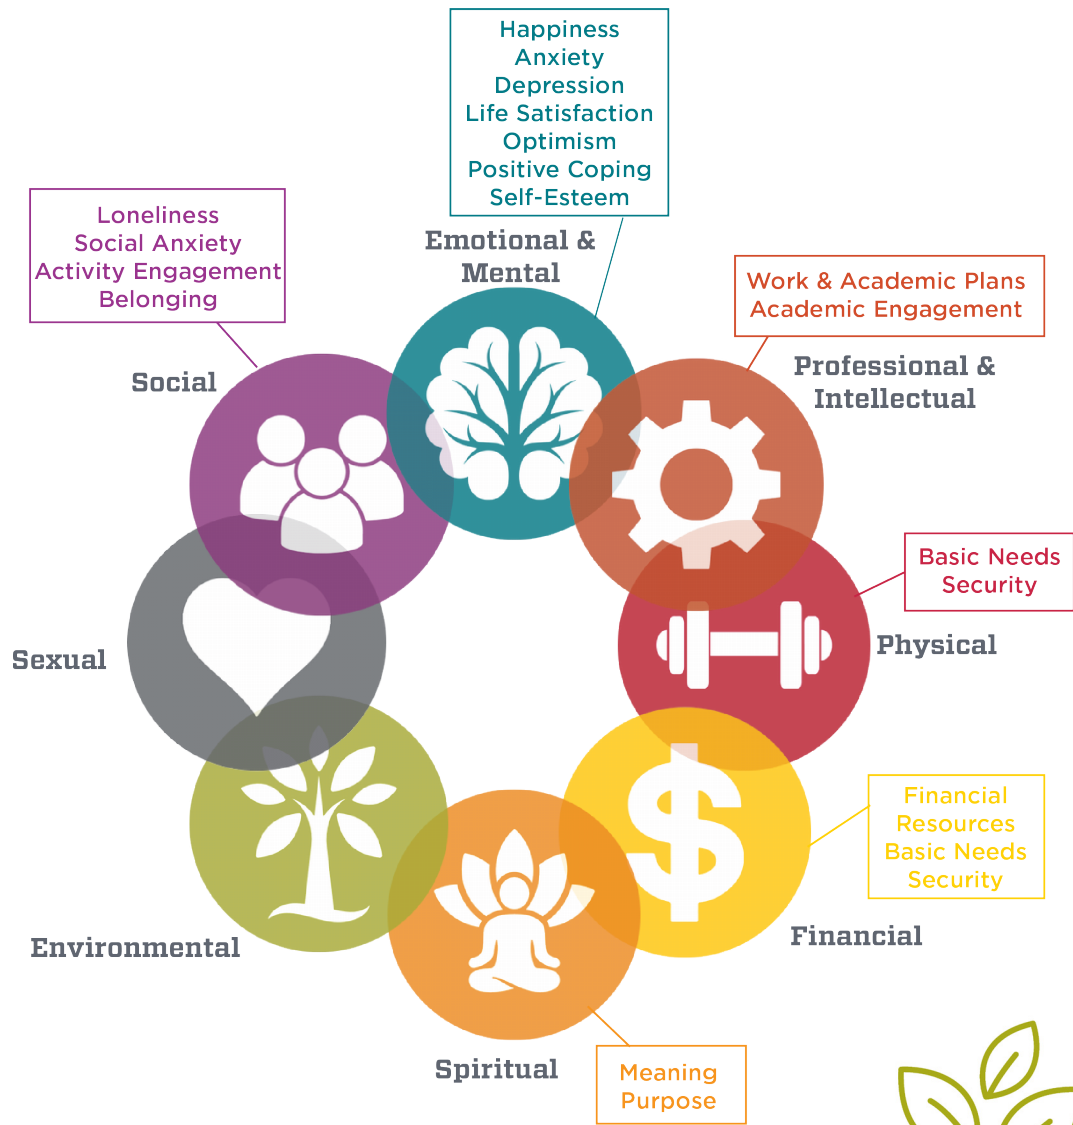 Happiness
Anxiety
Depression
Life Satisfaction
Optimism
Positive Coping
Self-Esteem
Emotional &
Mental
Loneliness
Social Anxiety
Activity Engagement
Belonging
Social
Work & Academic Plans
Academic Engagement
Professional &
Intellectual
Basic Needs
Security
Physical
Sexual
Financial
Resources
Basic Needs
Security
Financial
Environmental
Spiritual
Meaning
Purpose
$